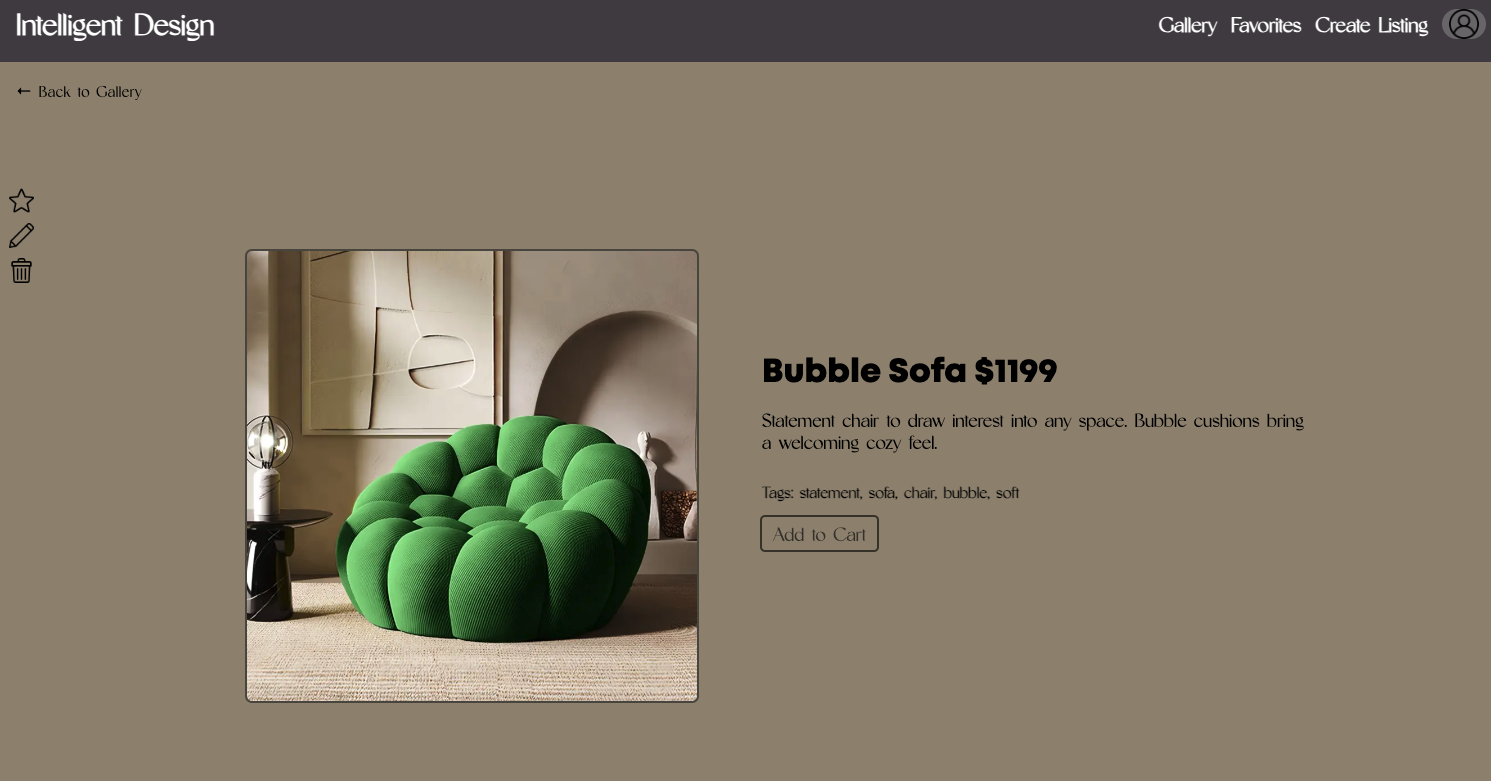 Intelligent Design
Gallery Favorites Create Listing
← Back to Gallery
Bubble Sofa $1199
Statement chair to draw interest into any space. Bubble cushions bring
a welcoming cozy feel.
Tags: statement, sofa, chair, bubble, soft
Add to Cart